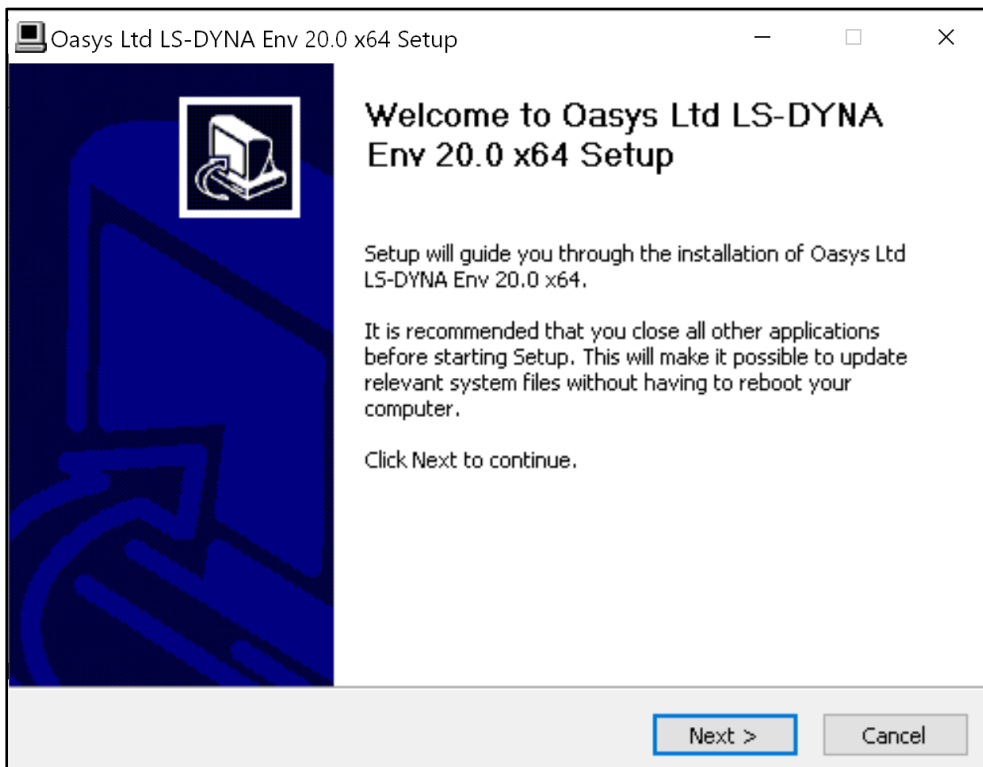 Oasys Ltd LS-DYNA Env 20.0 x64 Setup
Welcome to Oasys Ltd LS-DYNA
Env 20.0 x64 Setup
Setup will guide you through the installation of Oasys Ltd
LS-DYNA Env 20.0 x64.
It is recommended that you close all other applications
before starting Setup. This will make it possible to update
relevant system files without having to reboot your
computer.
Click Next to continue.
Next >
Cancel